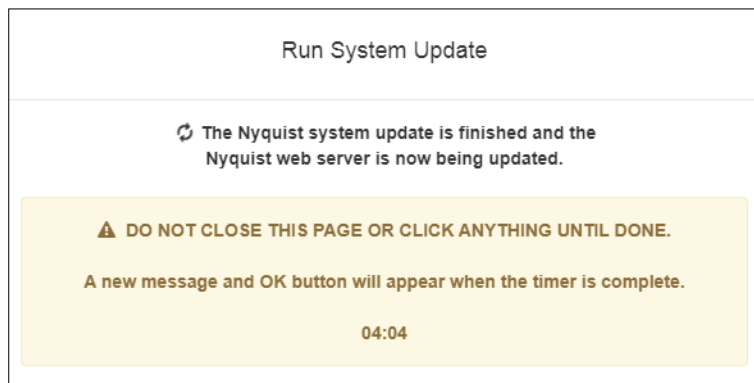 Run System Update
The Nyquist system update is finished and the
Nyquist web server is now being updated.
DO NOT CLOSE THIS PAGE OR CLICK ANYTHING UNTIL DONE.
A new message and OK button will appear when the timer is complete.
04:04